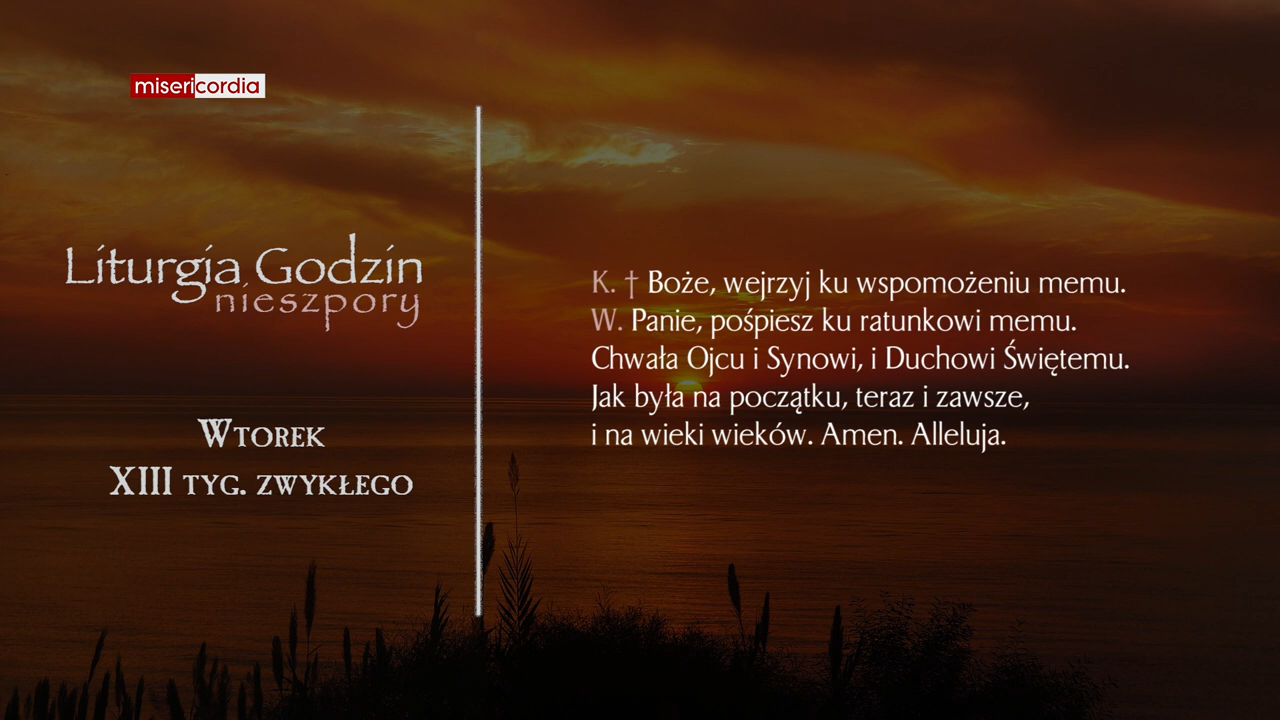 misericordia
Liturgia Godzin
nieszpory
Wtorek
XIII tyg. zwykłego
K. † Boże, wejrzyj ku wspomożeniu memu.
W. Panie, pośpiesz ku ratunkowi memu.
Chwała Ojcu i Synowi, i Duchowi Świętemu.
Jak była na początku, teraz i zawsze,
i na wieki wieków. Amen. Alleluja.